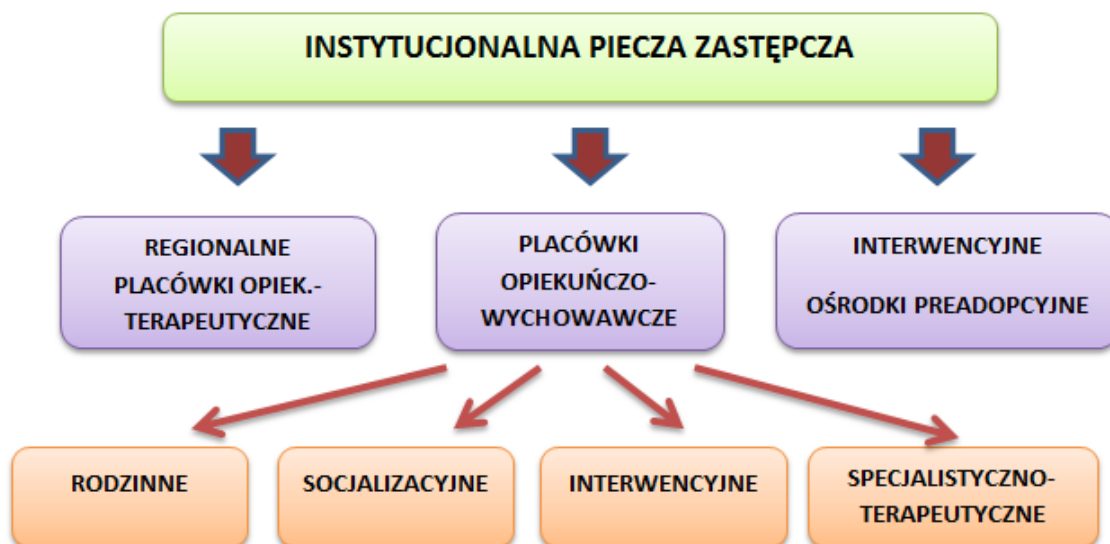 INSTYTUCJONALNA PIECZA ZASTĘPCZA
REGIONALNE
PLACÓWKI OPIEK.-
TERAPEUTYCZNE
PLACÓWKI
OPIEKUŃCZO-
WYCHOWAWCZE
INTERWENCYJNE
OŚRODKI PREADOPCYJNE
RODZINNE
SOCJALIZACYJNE
INTERWENCYJNE
SPECJALISTYCZNO-
TERAPEUTYCZNE